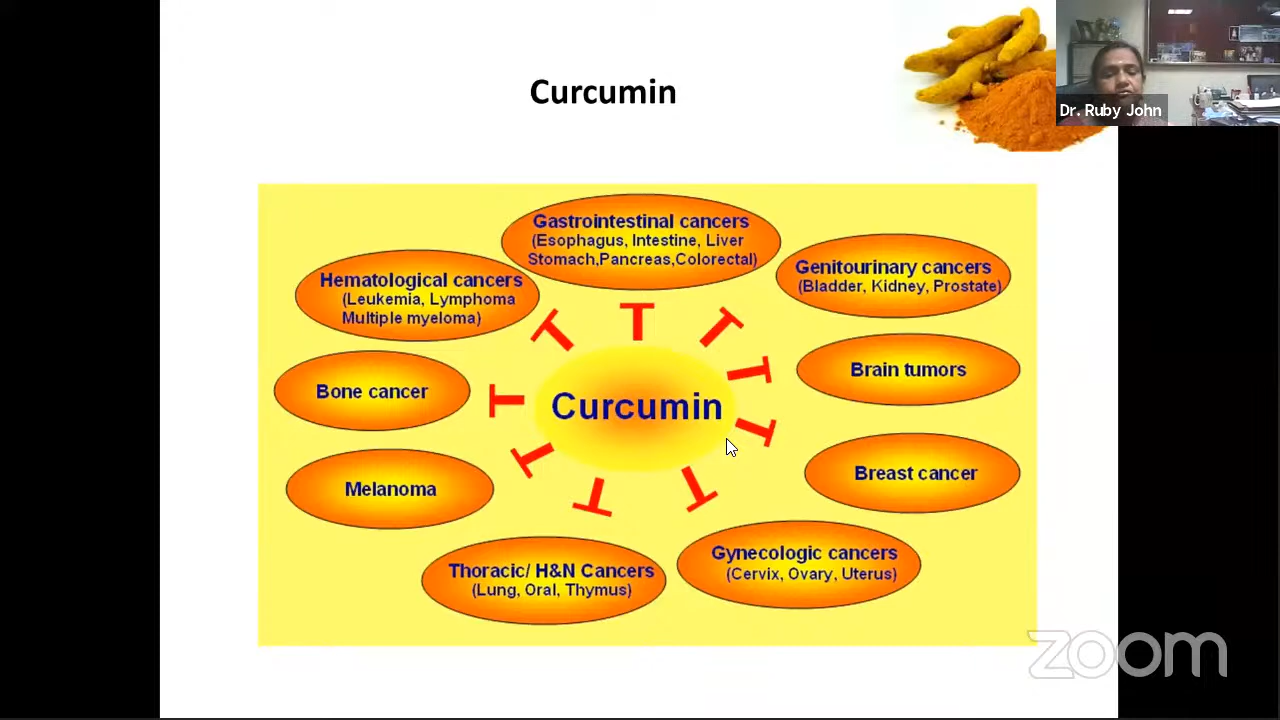 Curcumin
Dr. Ruby John
Gastrointestinal cancers
(Esophagus, Intestine, Liver
Stomach,Pancreas,Colorectal)
Hematological cancers
(Leukemia, Lymphoma
Multiple myeloma)
Genitourinary cancers
(Bladder, Kidney, Prostate)
Bone cancer
Curcumin
Brain tumors
Melanoma
Breast cancer
Thoracic/ H&N Cancers
(Lung, Oral, Thymus)
Gynecologic cancers
(Cervix, Ovary, Uterus)
zoom